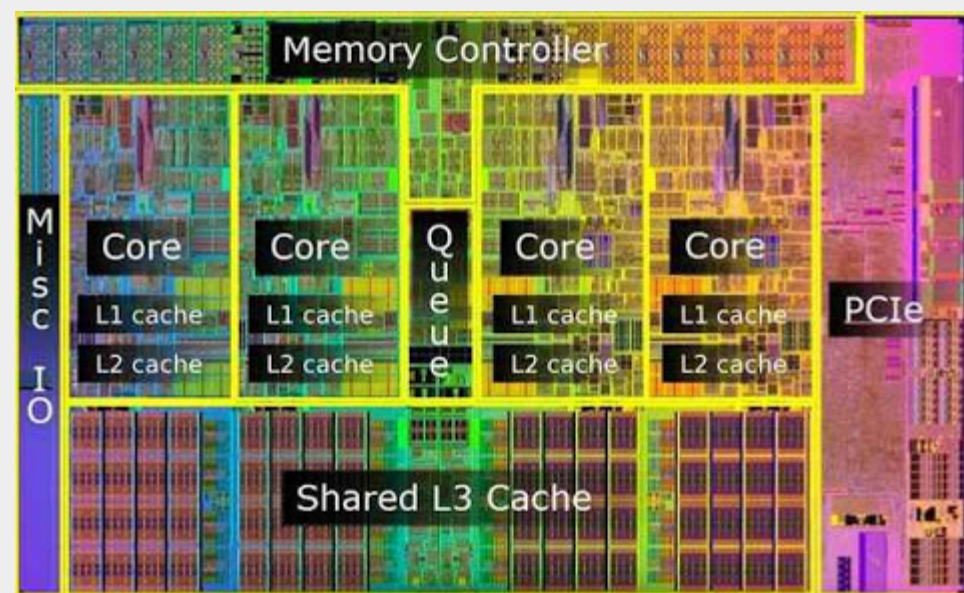 Memory Controller
Misc IO
Core
L1 cache
L2 cache
Core
L1 cache
L2 cache
Queue
Core
L1 cache
L2 cache
Core
L1 cache
L2 cache
PCIe
Shared L3 Cache